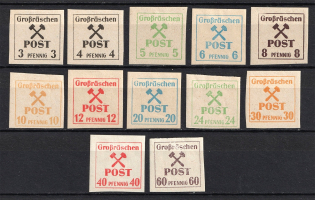 Großräschen
POST
3 PFENNIG 3
Großräschen
POST
4 PFENNIG 4
Großräschen
POST
5 PFENNIG 5
Großräschen
POST
6 PFENNIG 6
Großräschen
POST
8 PFENNIG 8
Großräschen
POST
10 PFENNIG 10
Großräschen
POST
12 PFENNIG 12
Großräschen
POST
20 PFENNIG 20
Großräschen
POST
24 PFENNIG 24
Großräschen
POST
30 PFENNIG 30
Großräschen
POST
40 PFENNIG 40
Großräschen
POST
60 PFENNIG 60